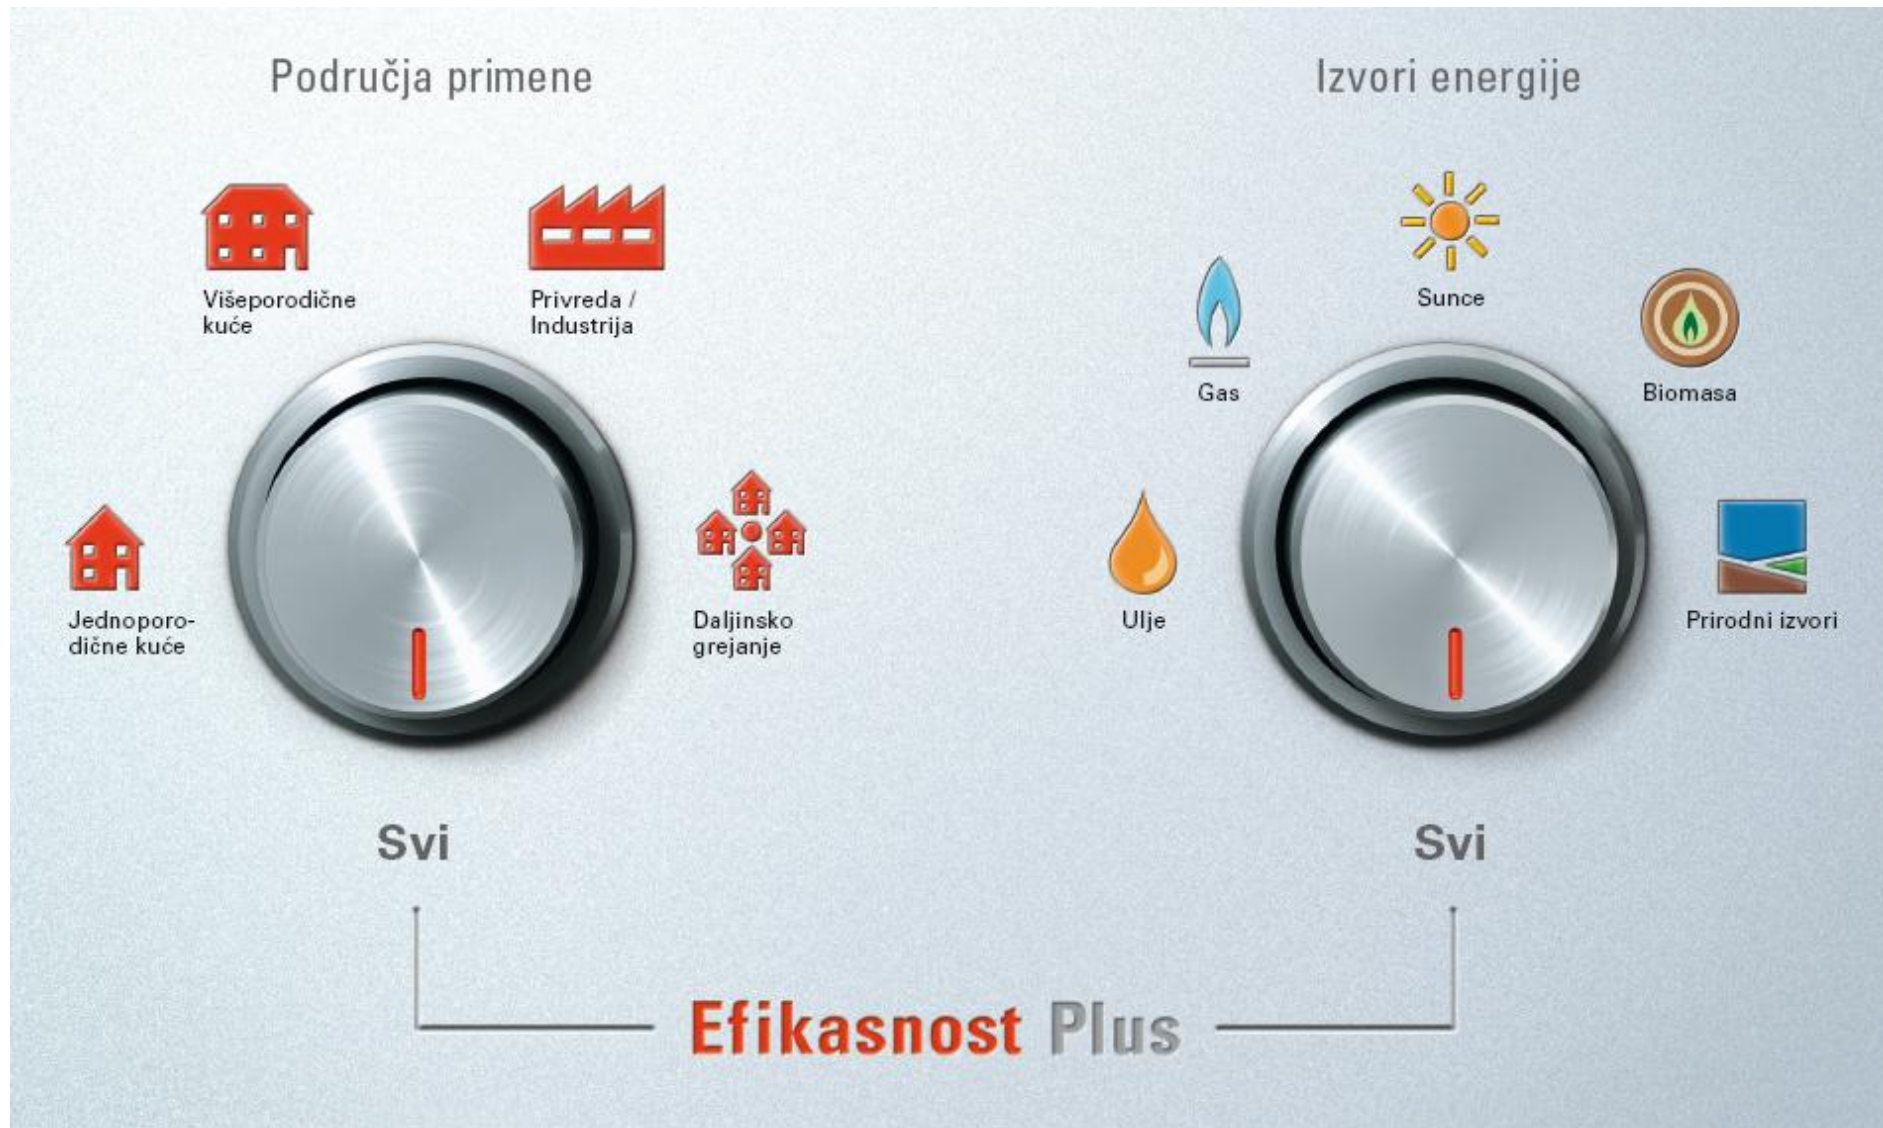 Područja primene
Izvori energije
Višeporodične
kuće
Privreda /
Industrija
Sunce
Gas
Biomasa
Jednoporo-
dične kuće
Daljinsko
grejanje
Ulje
Prirodni izvori
Svi
Svi
Efikasnost Plus